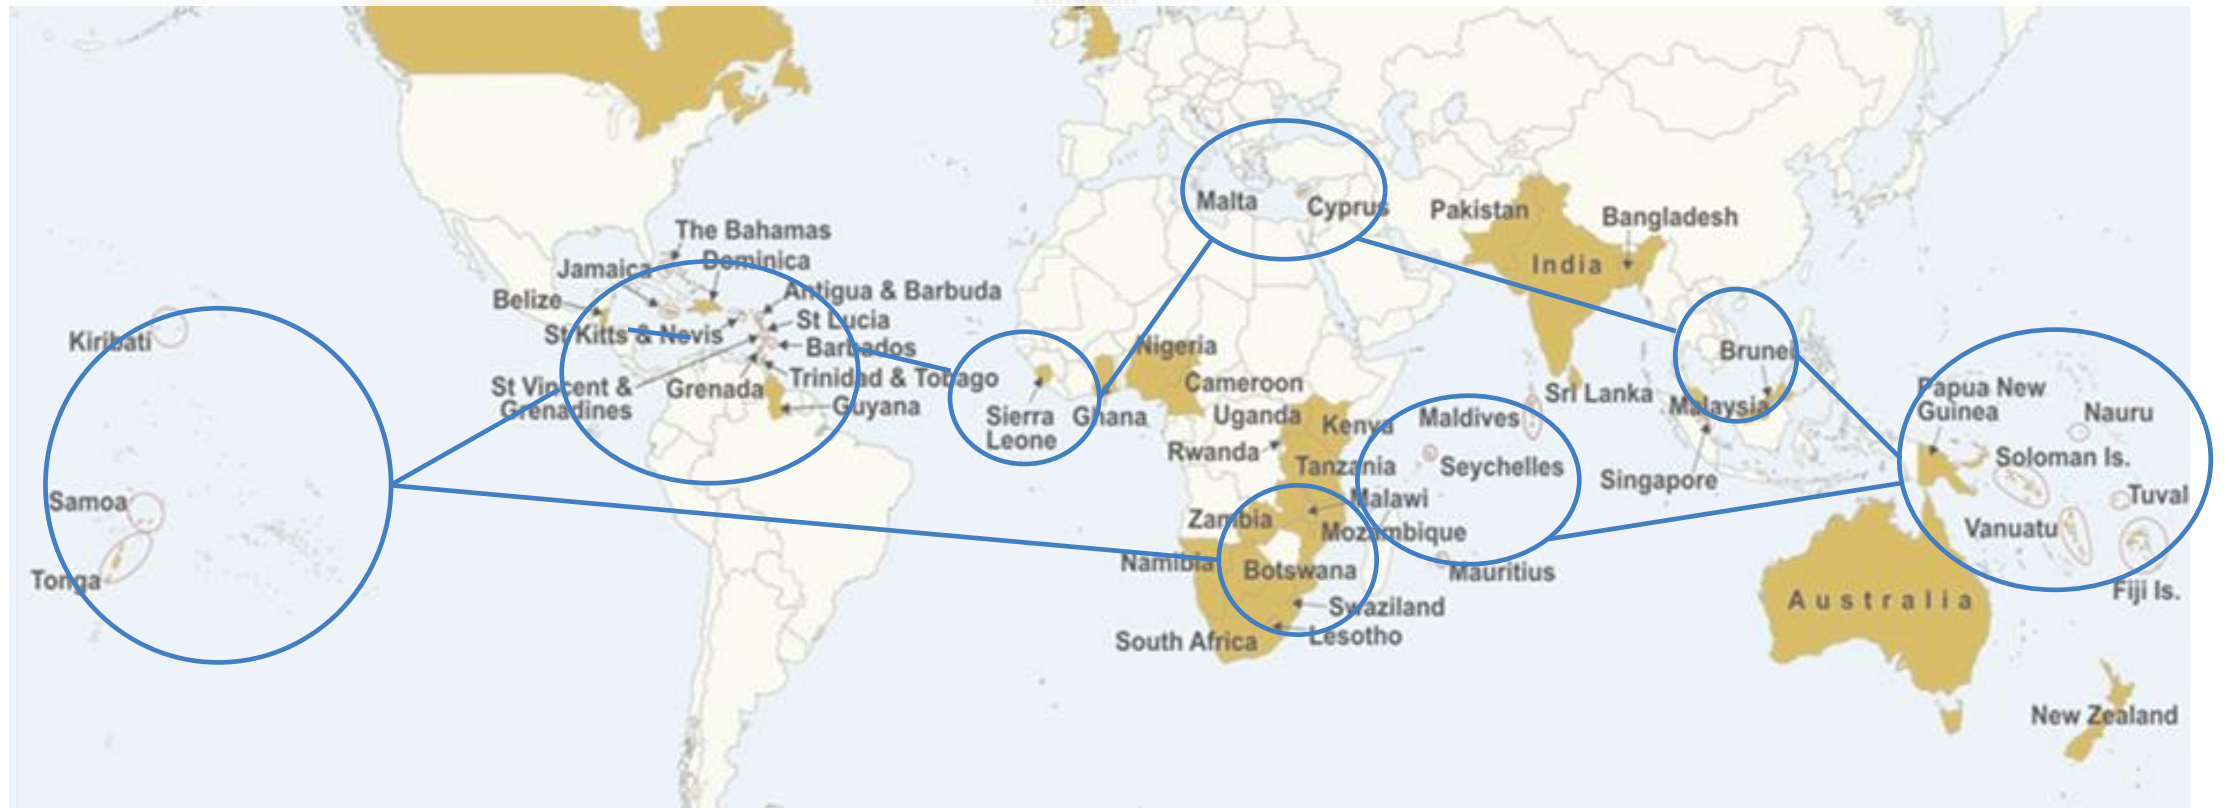 The Bahamas
Dominica
Jamaica
Antigua & Barbuda
Belize
St Lucia
St Kitts & Nevis
Barbados
Trinidad & Tobago
St Vincent &
Grenadines
Grenada
Guyana
Kiribati
Samoa
Tonga
Malta
Cyprus
Pakistan
Bangladesh
India
Sierra
Leone
Ghana
Nigeria
Cameroon
Uganda
Kenya
Rwanda
Tanzania
Malawi
Zambia
Mozambique
Namibia
Botswana
Swaziland
Lesotho
South Africa
Maldives
Seychelles
Mauritius
Sri Lanka
Brunei
Malaysia
Singapore
Papua New
Guinea
Nauru
Soloman Is.
Tuval
Vanuatu
Fiji Is.
Australia
New Zealand